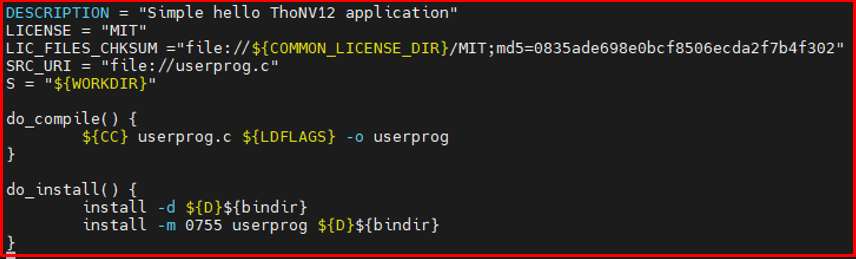 DESCRIPTION = "Simple hello ThoNV12 application"
LICENSE = "MIT"
LIC_FILES_CHKSUM ="file://${COMMON_LICENSE_DIR}/MIT;md5=0835ade698e0bcf8506ecda2f7b4f302"
SRC_URI = "file://userprog.c"
S = "${WORKDIR}"

do_compile() {
        ${CC} userprog.c ${LDFLAGS} -o userprog
}

do_install() {
        install -d ${D}${bindir}
        install -m 0755 userprog ${D}${bindir}
}